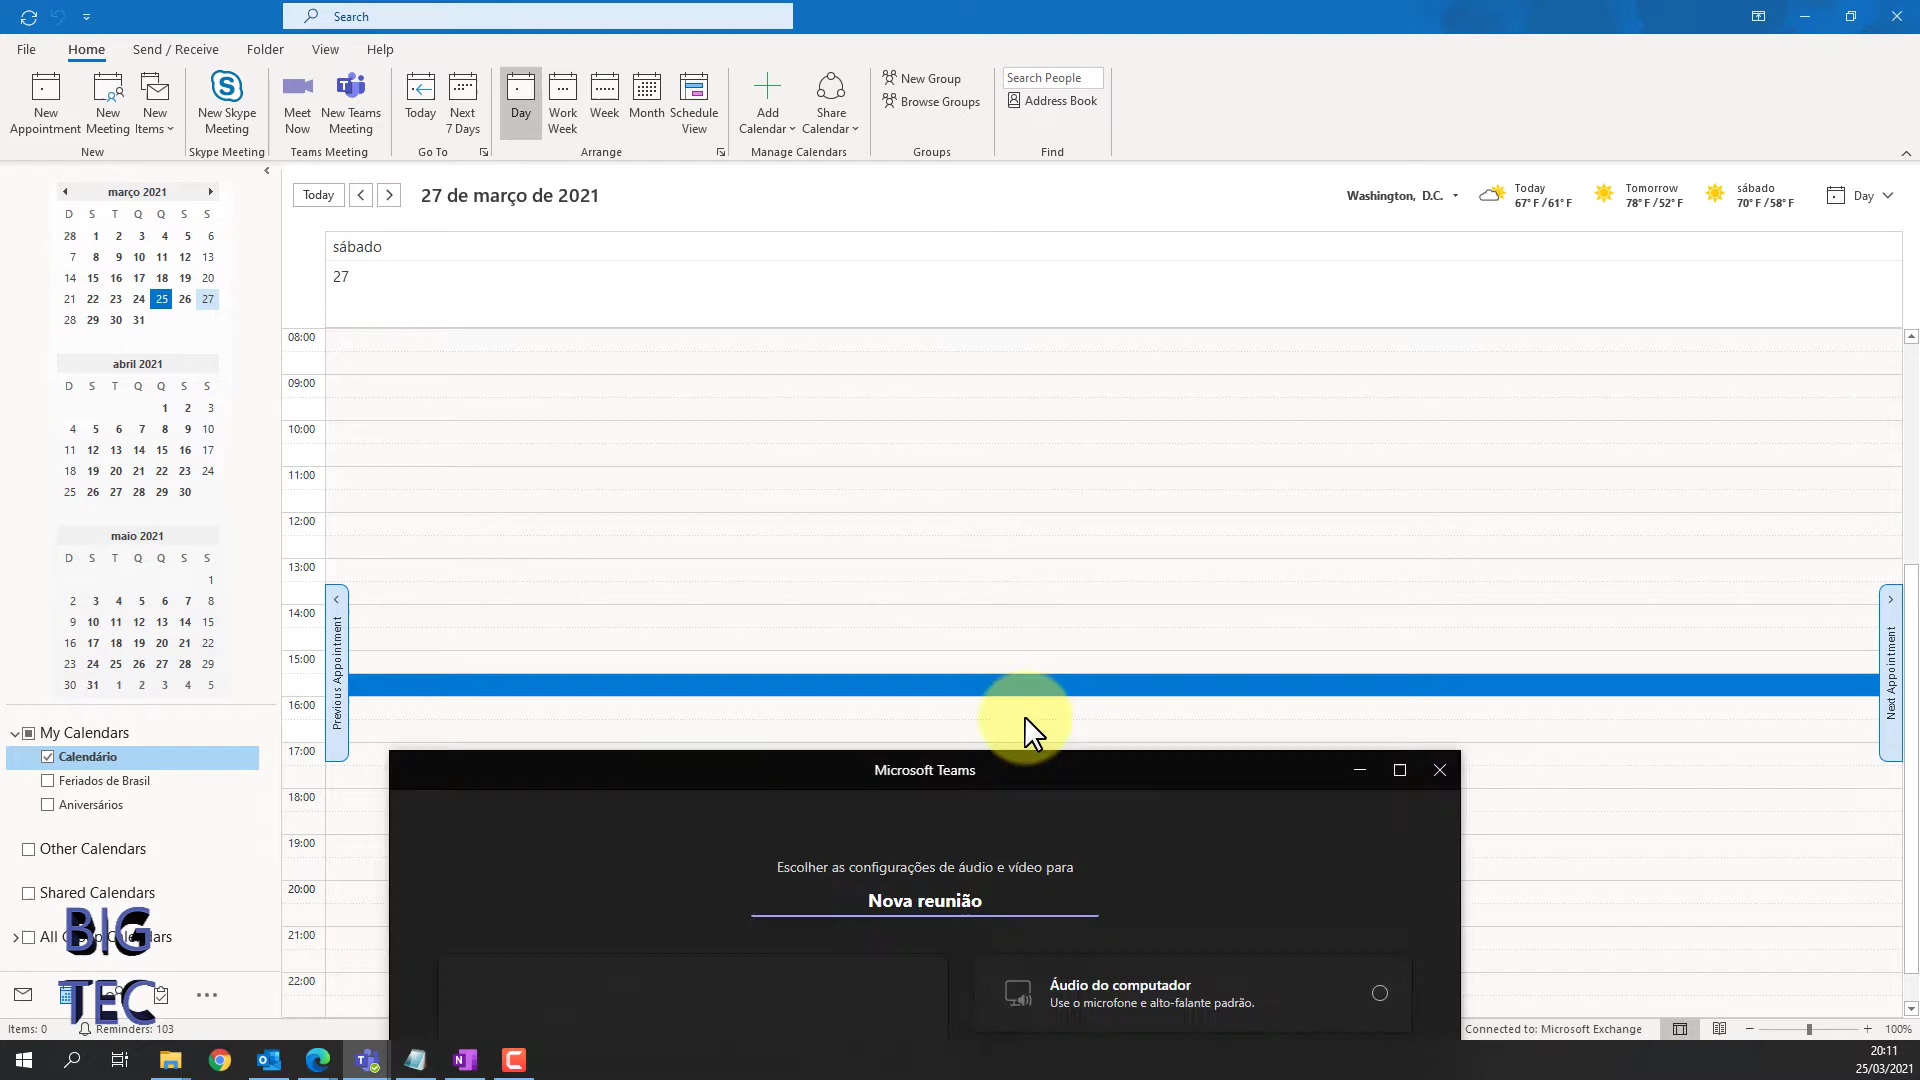 Search
File Home Send / Receive Folder View Help
New Appointment
New Meeting
New Items
New
New Skype Meeting
Skype Meeting
Meet Now
New Teams Meeting
Teams Meeting
Today
Next 7 Days
Go To
Day
Work Week
Week
Month
Schedule View
Arrange
Add Calendar
Share Calendar
Manage Calendars
New Group
Browse Groups
Groups
Search People
Address Book
Find
março 2021
D S T Q Q S S
28 1 2 3 4 5 6
7 8 9 10 11 12 13
14 15 16 17 18 19 20
21 22 23 24 25 26 27
28 29 30 31
abril 2021
D S T Q Q S S
1 2 3
4 5 6 7 8 9 10
11 12 13 14 15 16 17
18 19 20 21 22 23 24
25 26 27 28 29 30
maio 2021
D S T Q Q S S
1
2 3 4 5 6 7 8
9 10 11 12 13 14 15
16 17 18 19 20 21 22
23 24 25 26 27 28 29
30 31 1 2 3 4 5
My Calendars
Calendário
Feriados de Brasil
Aniversários
Other Calendars
Shared Calendars
All Group Calendars
BIG
TEC
Items: 0 Reminders: 103
Today
27 de março de 2021
Washington, D.C.
Today
67° F / 61° F
Tomorrow
78° F / 52° F
sábado
70° F / 58° F
Day
sábado
27
08:00
09:00
10:00
11:00
12:00
13:00
14:00
15:00
16:00
17:00
18:00
19:00
20:00
21:00
22:00
Previous Appointment
Next Appointment
Microsoft Teams
Escolher as configurações de áudio e vídeo para
Nova reunião
Áudio do computador
Use o microfone e alto-falante padrão.
Connected to: Microsoft Exchange
100%
20:11
25/03/2021